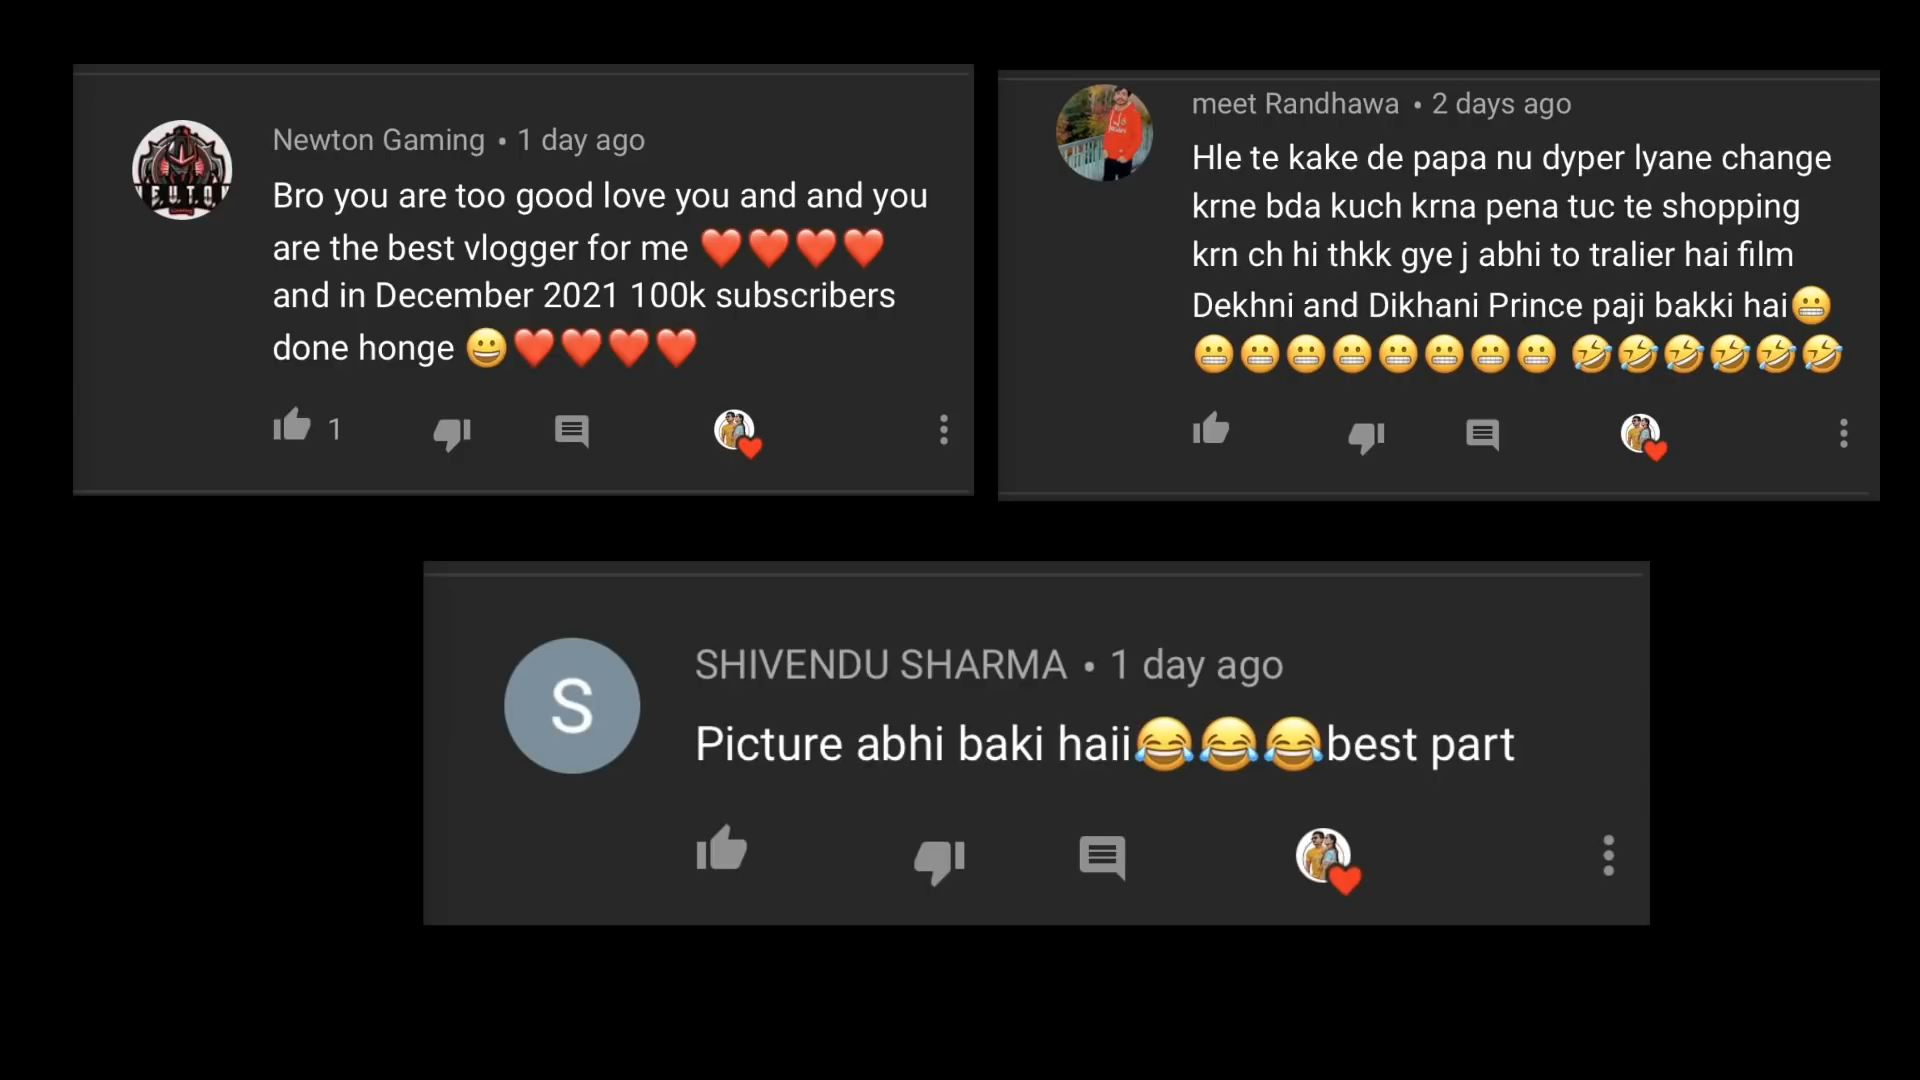 Newton Gaming • 1 day ago
Bro you are too good love you and and you
are the best vlogger for me ❤️❤️❤️❤️
and in December 2021 100k subscribers
done honge 😀❤️❤️❤️❤️
1
meet Randhawa • 2 days ago
Hle te kake de papa nu dyper lyane change
krne bda kuch krna pena tuc te shopping
krn ch hi thkk gye j abhi to tralier hai film
Dekhni and Dikhani Prince paji bakki hai😬
😬😬😬😬😬😬😬😬 🤣🤣🤣🤣🤣🤣
S
SHIVENDU SHARMA • 1 day ago
Picture abhi baki haii😂😂😂best part